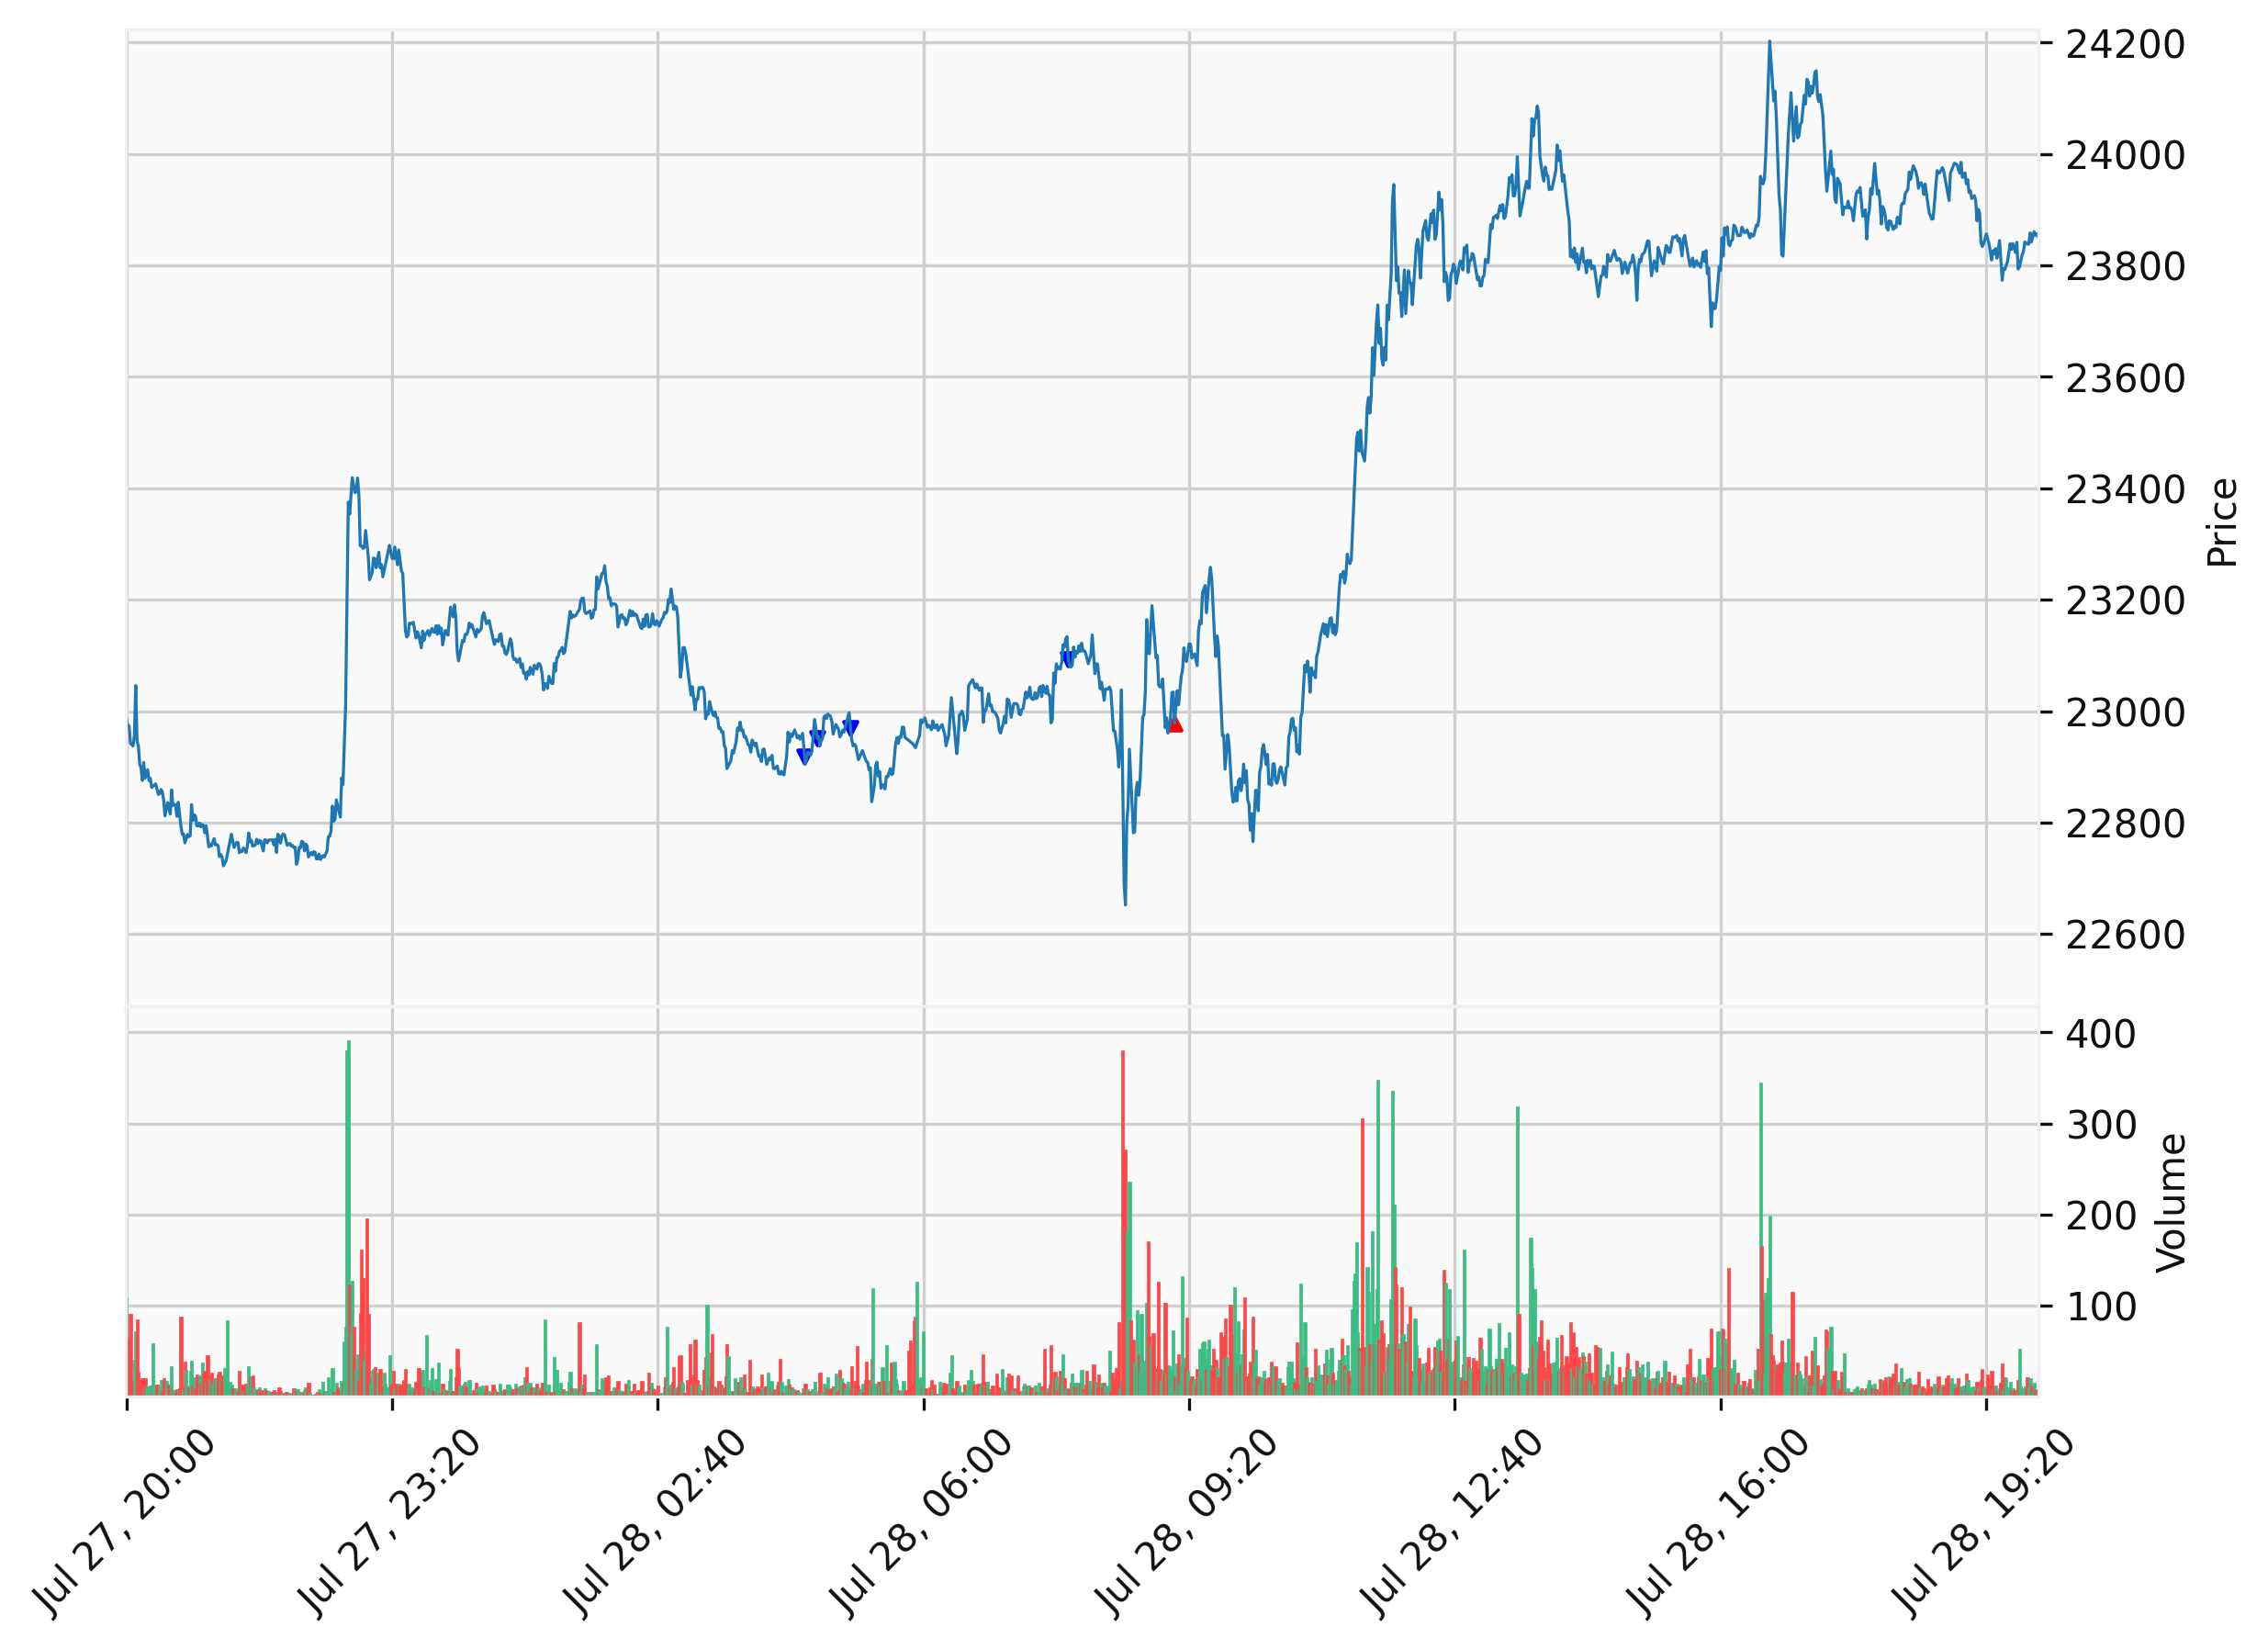 24200
24000
23800
23600
23400
23200
23000
22800
22600
Price
400
300
200
100
Volume
Jul 27, 20:00
Jul 27, 23:20
Jul 28, 02:40
Jul 28, 06:00
Jul 28, 09:20
Jul 28, 12:40
Jul 28, 16:00
Jul 28, 19:20